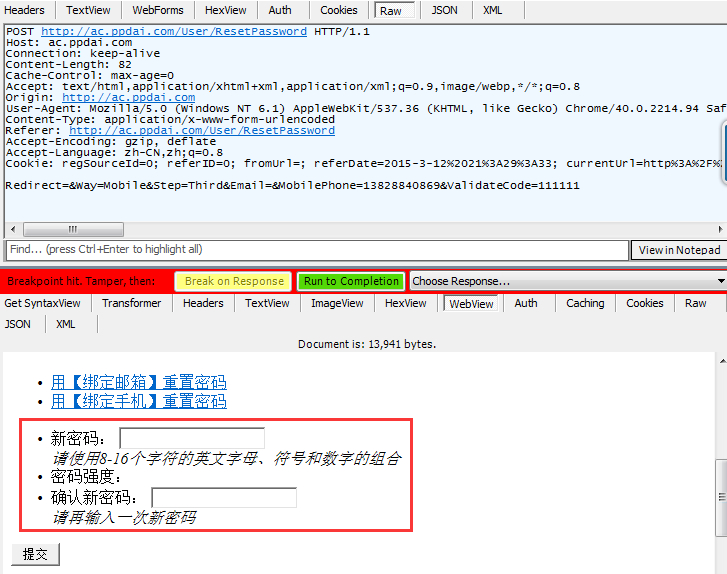 Headers TextView WebForms HexView Auth Cookies Raw JSON XML
POST http://ac.ppdai.com/User/ResetPassword HTTP/1.1
Host: ac.ppdai.com
Connection: keep-alive
Content-Length: 82
Cache-Control: max-age=0
Accept: text/html,application/xhtml+xml,application/xml;q=0.9,image/webp,*/*;q=0.8
Origin: http://ac.ppdai.com
User-Agent: Mozilla/5.0 (Windows NT 6.1) AppleWebKit/537.36 (KHTML, like Gecko) Chrome/40.0.2214.94 Saf
Content-Type: application/x-www-form-urlencoded
Referer: http://ac.ppdai.com/User/ResetPassword
Accept-Encoding: gzip, deflate
Accept-Language: zh-CN,zh;q=0.8
Cookie: regSourceId=0; referID=0; fromUrl=; referDate=2015-3-12%2021%3A29%3A33; currentUrl=http%3A%2F%
Redirect=&Way=Mobile&Step=Third&Email=&MobilePhone=13828840869&ValidateCode=111111
Find... (press Ctrl+Enter to highlight all) View in Notepad
Breakpoint hit. Tamper, then: Break on Response Run to Completion Choose Response...
Get SyntaxView Transformer Headers TextView ImageView HexView WebView Auth Caching Cookies Raw
JSON XML
Document is: 13,941 bytes.
• 用【绑定邮箱】重置密码
• 用【绑定手机】重置密码
• 新密码：
请使用8-16个字符的英文字母、符号和数字的组合
• 密码强度：
• 确认新密码：
请再输入一次新密码
提交